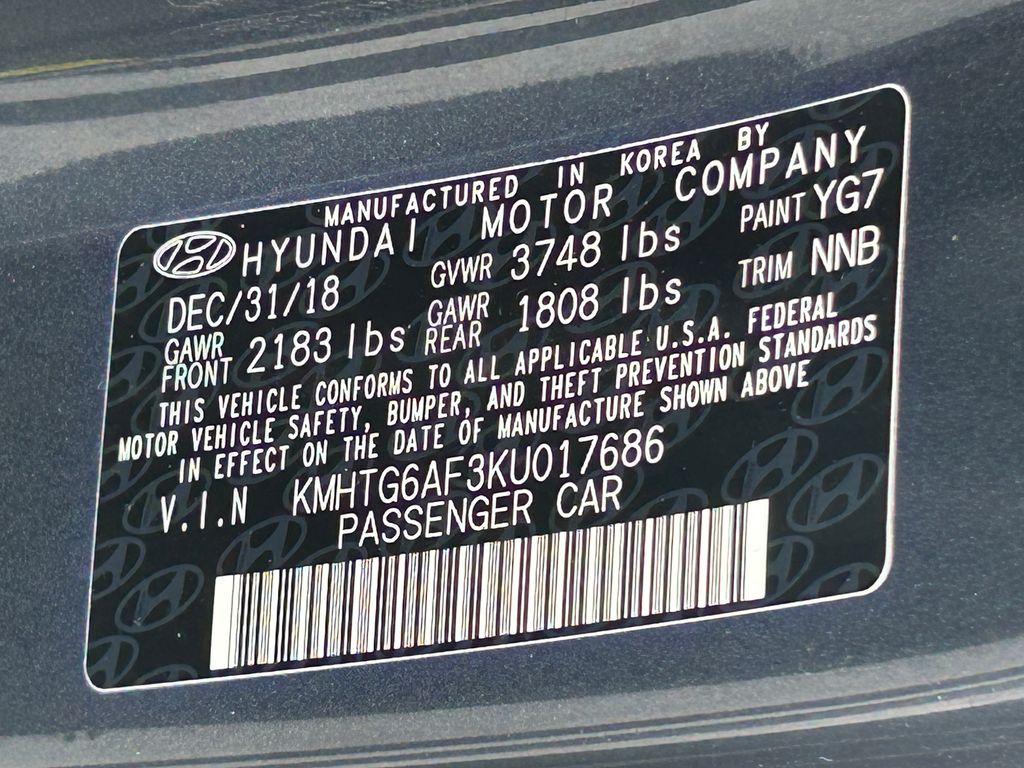 MANUFACTURED IN KOREA BY
HYUNDAI MOTOR COMPANY
DEC/31/18 GVWR 3748 lbs PAINT YG7
GAWR FRONT 2183 lbs GAWR REAR 1808 lbs TRIM NNB
THIS VEHICLE CONFORMS TO ALL APPLICABLE U.S.A. FEDERAL
MOTOR VEHICLE SAFETY, BUMPER, AND THEFT PREVENTION STANDARDS
IN EFFECT ON THE DATE OF MANUFACTURE SHOWN ABOVE
V.I.N KMHTG6AF3KU017686
PASSENGER CAR